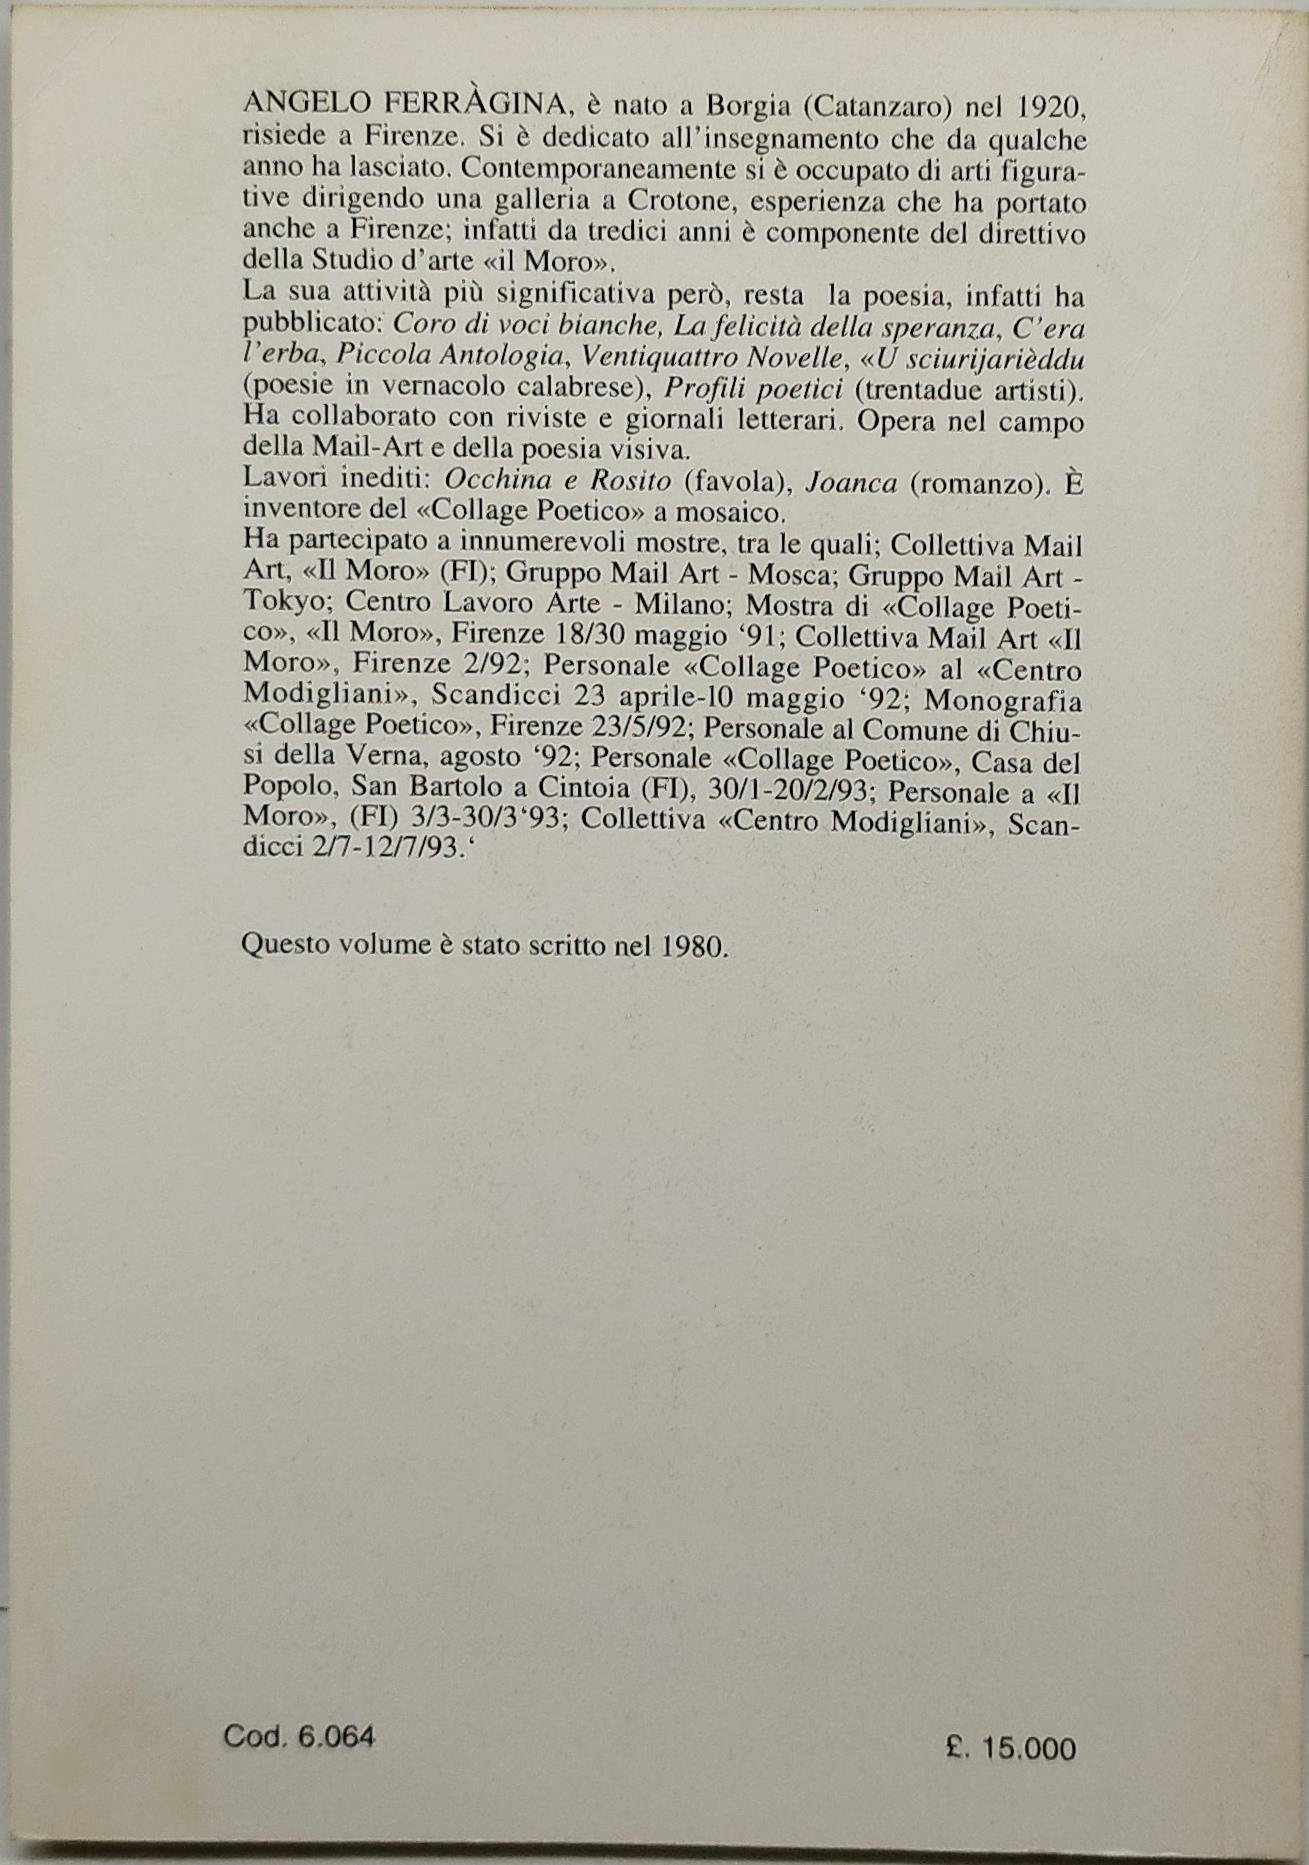 ANGELO FERRÀGINA, è nato a Borgia (Catanzaro) nel 1920,
risiede a Firenze. Si è dedicato all'insegnamento che da qualche
anno ha lasciato. Contemporaneamente si è occupato di arti figura-
tive dirigendo una galleria a Crotone, esperienza che ha portato
anche a Firenze; infatti da tredici anni è componente del direttivo
della Studio d'arte «il Moro».
La sua attività più significativa però, resta la poesia, infatti ha
pubblicato: Coro di voci bianche, La felicità della speranza, C'era
l'erba, Piccola Antologia, Ventiquattro Novelle, «U sciurijarièddu
(poesie in vernacolo calabrese), Profili poetici (trentadue artisti).
Ha collaborato con riviste e giornali letterari. Opera nel campo
della Mail-Art e della poesia visiva.
Lavori inediti: Occhina e Rosito (favola), Joanca (romanzo). È
inventore del «Collage Poetico» a mosaico.
Ha partecipato a innumerevoli mostre, tra le quali; Collettiva Mail
Art, «Il Moro» (FI); Gruppo Mail Art - Mosca; Gruppo Mail Art -
Tokyo; Centro Lavoro Arte - Milano; Mostra di «Collage Poeti-
co», «Il Moro», Firenze 18/30 maggio ‘91; Collettiva Mail Art «Il
Moro», Firenze 2/92; Personale «Collage Poetico» al «Centro
Modigliani», Scandicci 23 aprile-10 maggio ‘92; Monografia
«Collage Poetico», Firenze 23/5/92; Personale al Comune di Chiu-
si della Verna, agosto ‘92; Personale «Collage Poetico», Casa del
Popolo, San Bartolo a Cintoia (FI), 30/1-20/2/93; Personale a «Il
Moro», (FI) 3/3-30/3‘93; Collettiva «Centro Modigliani», Scan-
dicci 2/7-12/7/93.‘
Questo volume è stato scritto nel 1980.
Cod. 6.064
£. 15.000